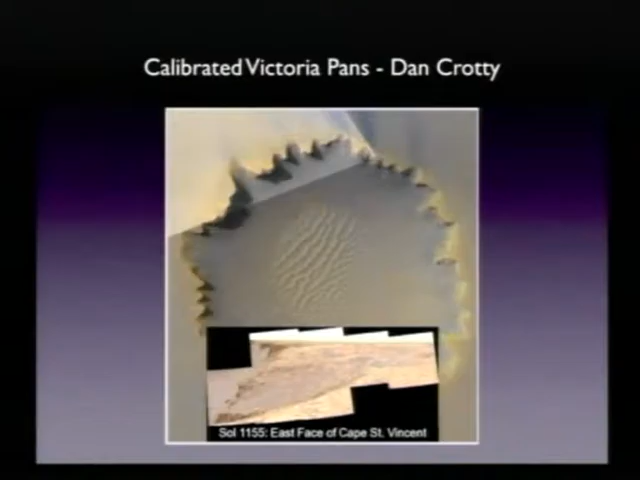 Calibrated Victoria Pans - Dan Crotty
Sol 1155: East Face of Cape St. Vincent